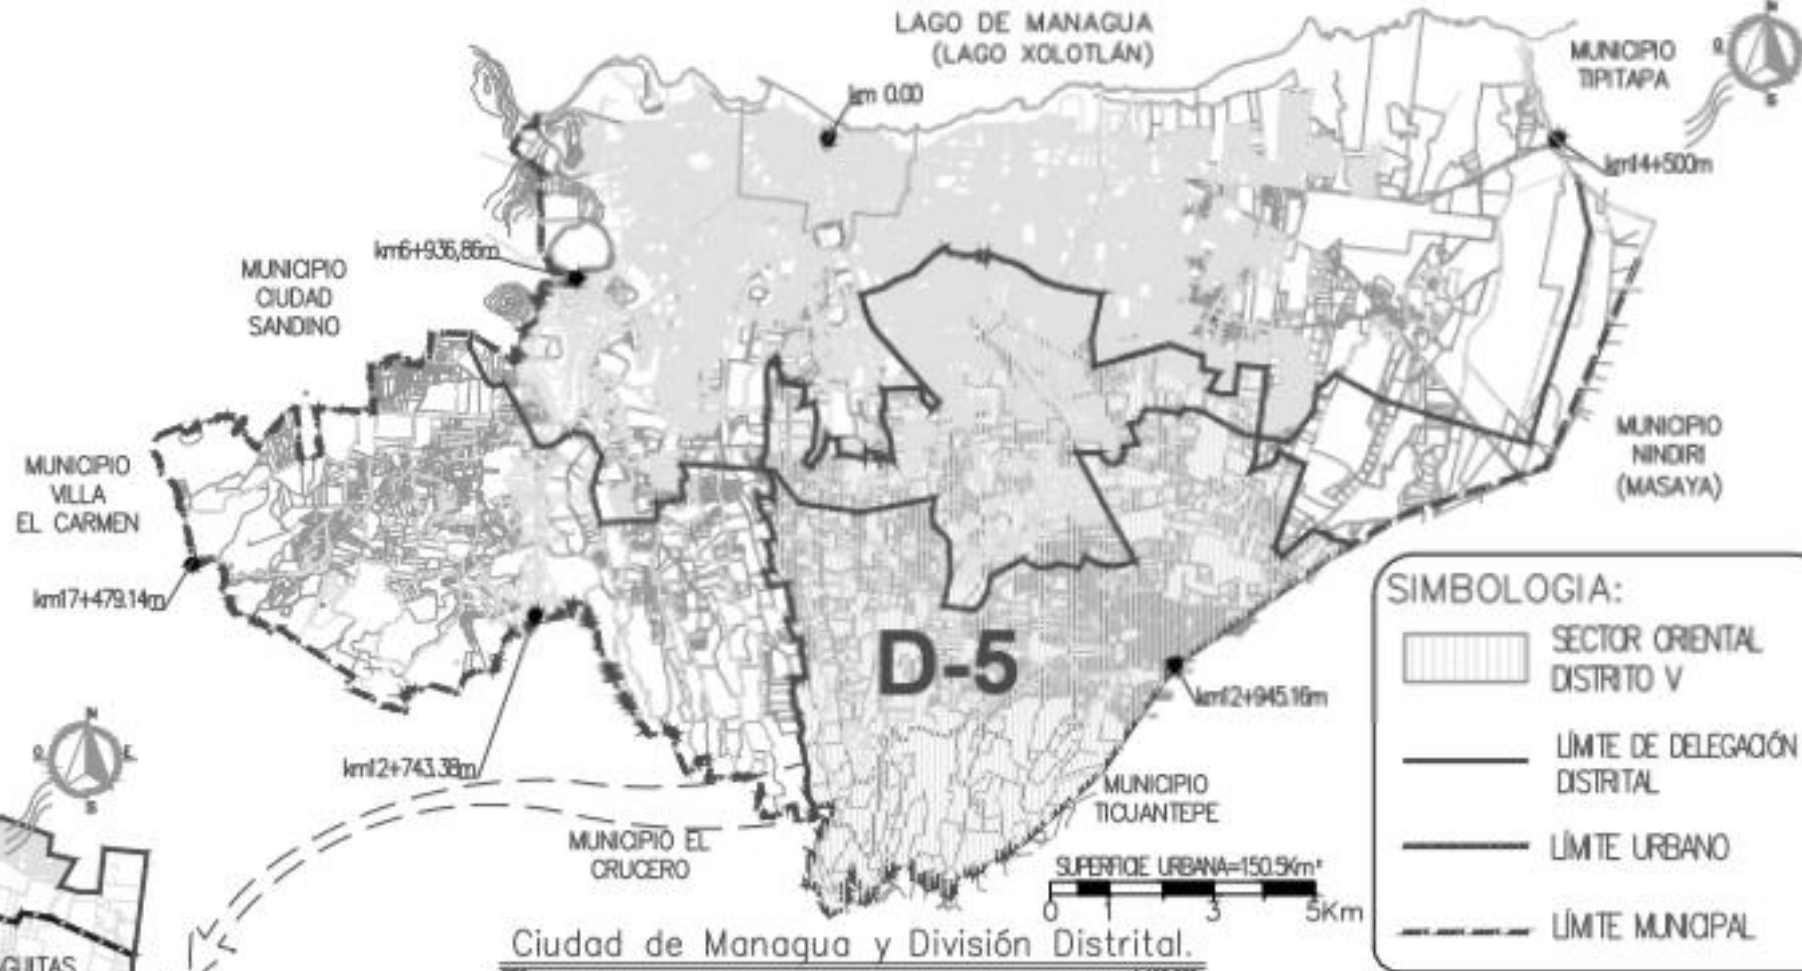 LAGO DE MANAGUA
(LAGO XOLOTLÁN)
MUNICIPIO
TIPITAPA
N
O
S
km 0.00
km14+500m
km6+936,86m
MUNICIPIO
CIUDAD
SANDINO
MUNICIPIO
VILLA
EL CARMEN
MUNICIPIO
NINDIRI
(MASAYA)
km17+479.14m
D-5
km12+945.16m
km12+743.38m
N
O
E
S
MUNICIPIO
TICUANTEPE
MUNICIPIO EL
CRUCERO
SUPERFICIE URBANA=150.5Km²
0 1 3 5Km
Ciudad de Managua y División Distrital.
SIMBOLOGIA:
SECTOR ORIENTAL
DISTRITO V
LÍMITE DE DELEGACIÓN
DISTRITAL
LÍMITE URBANO
LÍMITE MUNICIPAL
GUITAS